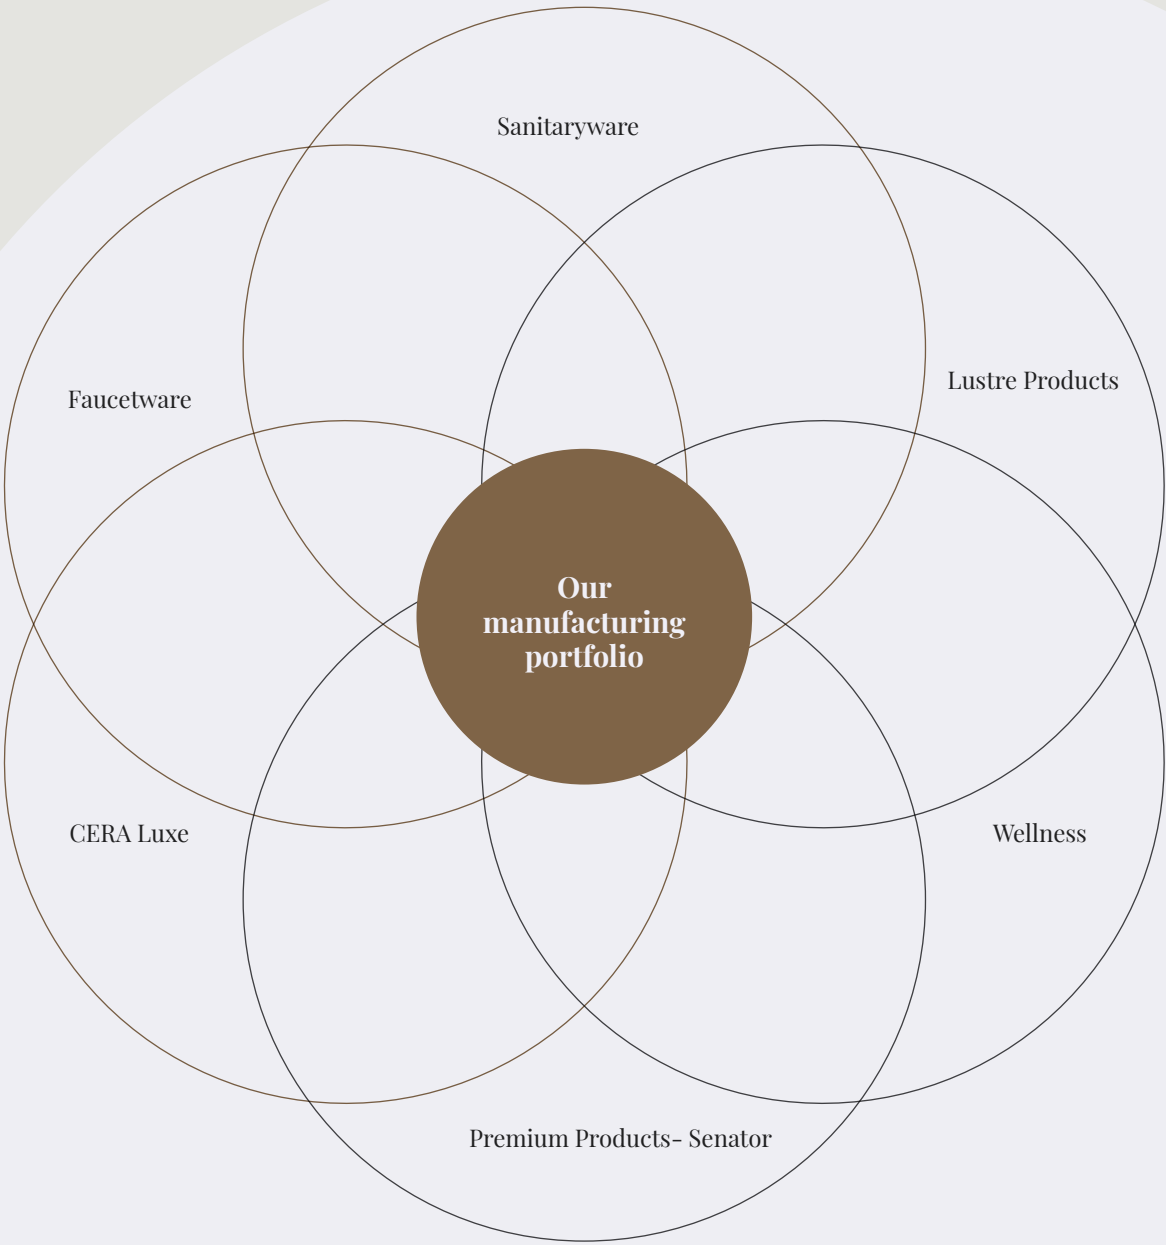 Sanitaryware
Lustre Products
Faucetware
Our
manufacturing
portfolio
CERA Luxe
Wellness
Premium Products- Senator